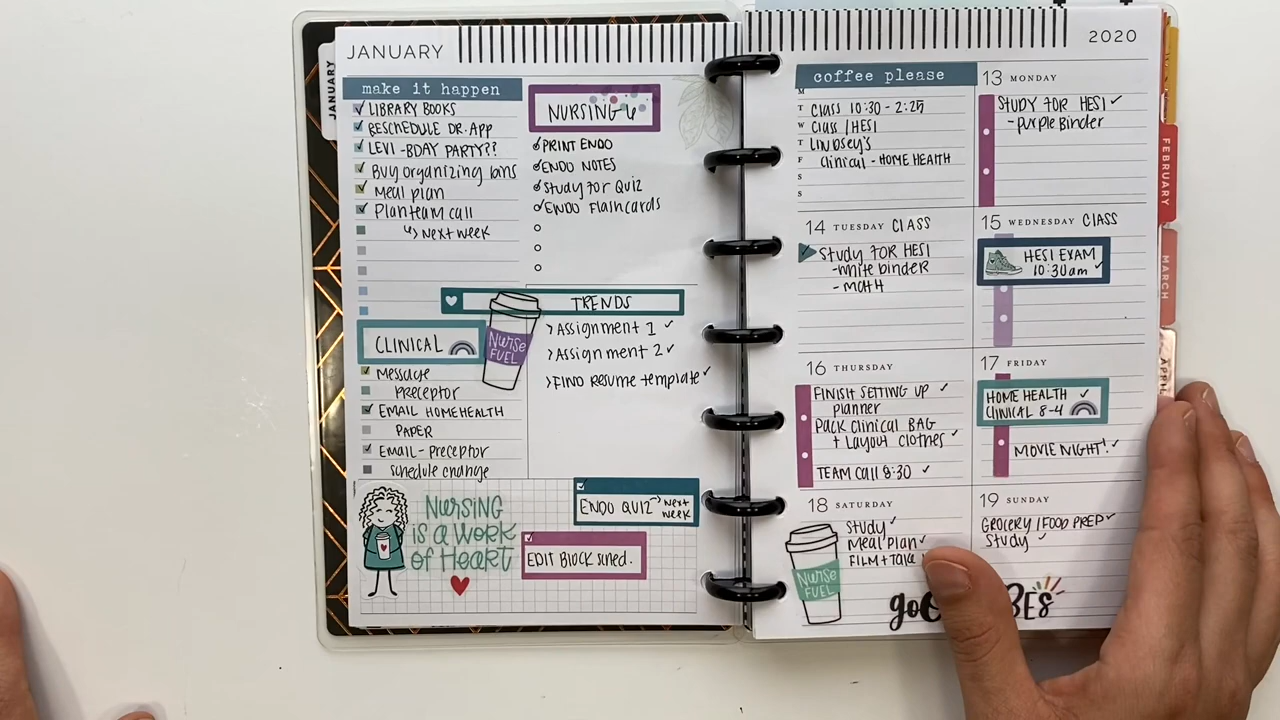 JANUARY
JANUARY
make it happen
LIBRARY BOOKS
RESCHEDULE DR. APP
LEVI - BDAY PARTY??
Buy organizing bins
Meal plan
Plan team call
↳ Next week
NURSING 6
PRINT ENDO
ENDO NOTES
Study for Quiz
ENDO Flashcards
CLINICAL
Message
Preceptor
EMAIL HOMEHEALTH
PAPER
EMAIL - Preceptor
Schedule change
NURSE
FUEL
TRENDS
Assignment 1
Assignment 2
FIND Resume template
NURSING
is a WORK
OF HEART
ENDO QUIZ → Next
week
EDIT Block Sched.
2020
coffee please
M
T Class 10:30 - 2:25
W Class / HESI
T Lindsey's
F Clinical - HOME HEALTH
S
S
13 MONDAY
STUDY FOR HESI
- Purple Binder
14 TUESDAY CLASS
Study FOR HESI
- White binder
- MATH
15 WEDNESDAY CLASS
HESI EXAM
10:30am
16 THURSDAY
FINISH SETTING UP
planner
Pack clinical BAG
+ Layout clothes
TEAM CALL 8:30
17 FRIDAY
HOME HEALTH
CLINICAL 8-4
MOVIE NIGHT!
18 SATURDAY
Study
Meal Plan
FILM + Talk
NURSE
FUEL
19 SUNDAY
GROCERY / FOOD PREP
Study
FEBRUARY
MARCH
APRIL